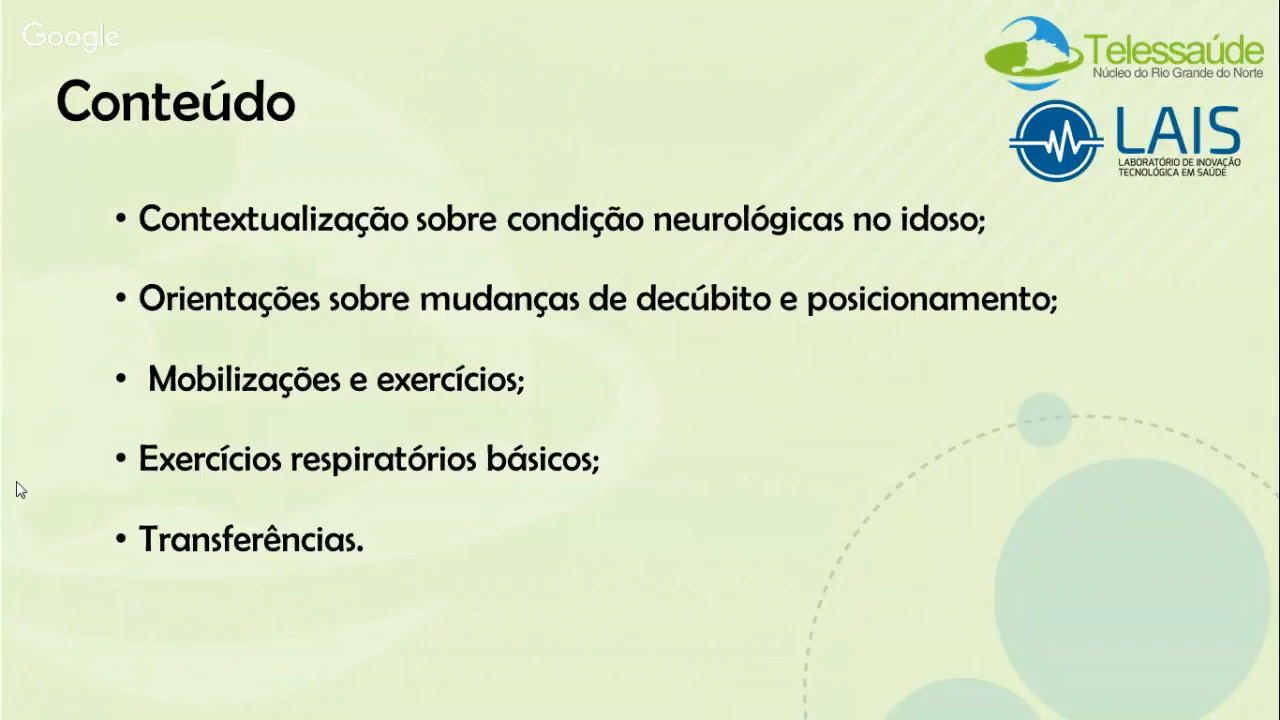 Google
Telessaúde
Núcleo do Rio Grande do Norte
Conteúdo
LAIS
LABORATÓRIO DE INOVAÇÃO
TECNOLÓGICA EM SAÚDE
• Contextualização sobre condição neurológicas no idoso;
• Orientações sobre mudanças de decúbito e posicionamento;
• Mobilizações e exercícios;
• Exercícios respiratórios básicos;
• Transferências.